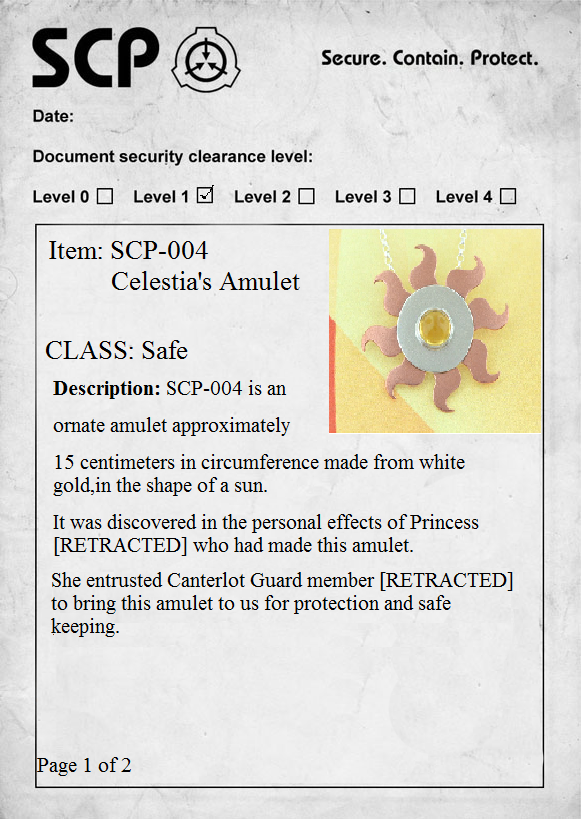 SCP
Secure. Contain. Protect.
Date:
Document security clearance level:
Level 0 ☐ Level 1 ☑ Level 2 ☐ Level 3 ☐ Level 4 ☐
Item: SCP-004
Celestia's Amulet
CLASS: Safe
Description: SCP-004 is an
ornate amulet approximately
15 centimeters in circumference made from white
gold,in the shape of a sun.
It was discovered in the personal effects of Princess
[RETRACTED] who had made this amulet.
She entrusted Canterlot Guard member [RETRACTED]
to bring this amulet to us for protection and safe
keeping.
Page 1 of 2